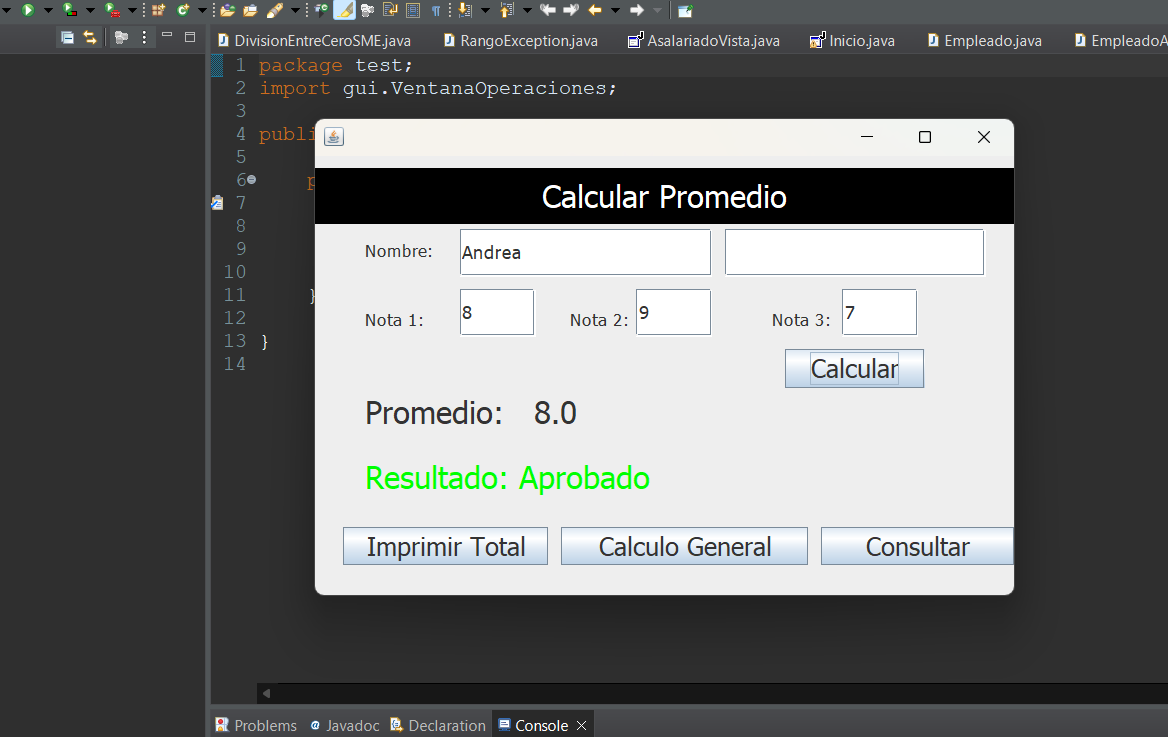 DivisionEntreCeroSME.java RangoException.java AsalariadoVista.java Inicio.java Empleado.java EmpleadoA
1 package test;
2 import gui.VentanaOperaciones;
3
4 publi
5
6 p
7
8
9
10
11 }
12
13 }
14
Calcular Promedio
Nombre: Andrea
Nota 1: 8 Nota 2: 9 Nota 3: 7
Calcular
Promedio: 8.0
Resultado: Aprobado
Imprimir Total Calculo General Consultar
Problems Javadoc Declaration Console